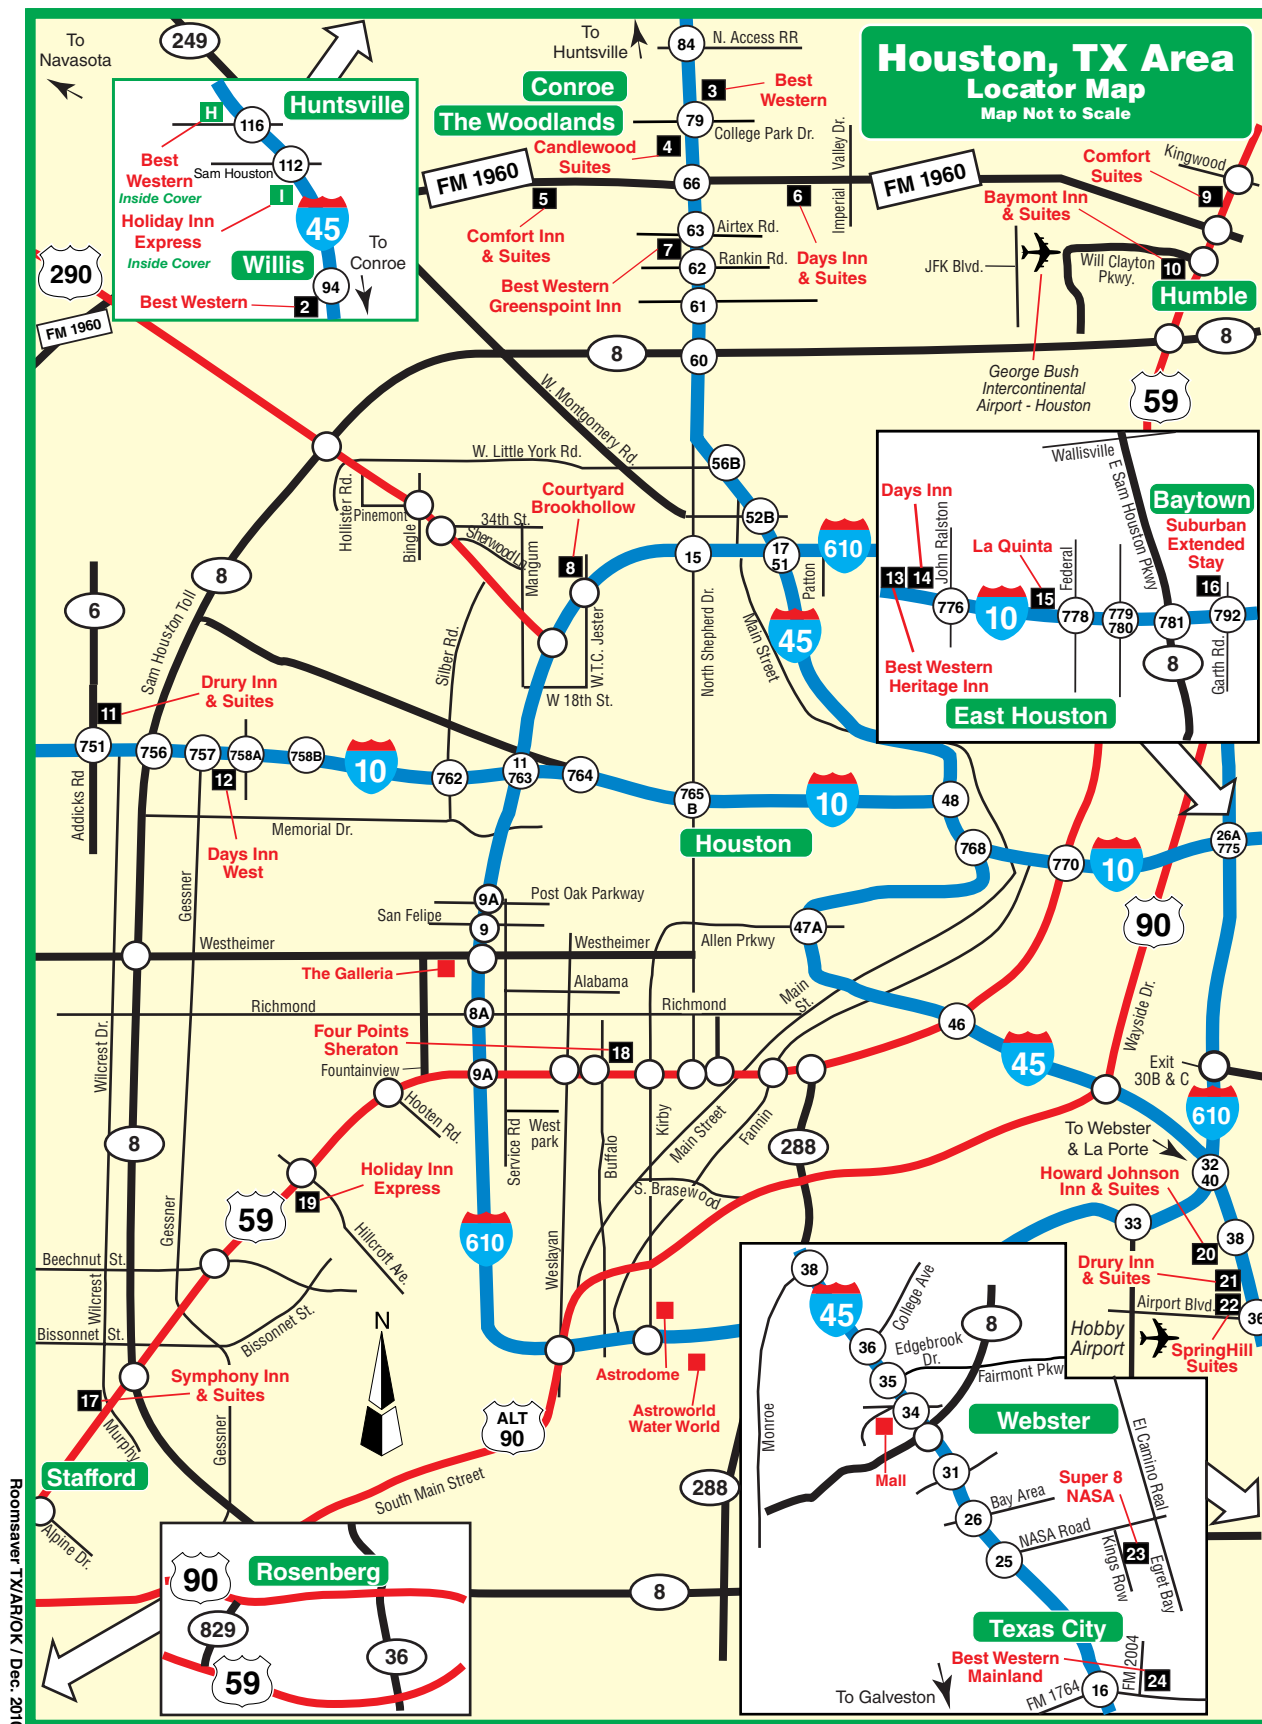 Houston, TX Area
Locator Map
Map Not to Scale
To
Navasota
249
To
Huntsville
84
N. Access RR
Conroe
The Woodlands
3
Best
Western
79
College Park Dr.
Candlewood
Suites
4
Imperial Valley Dr.
FM 1960
66
FM 1960
5
6
Comfort Inn
& Suites
63
Airtex Rd.
7
62
Rankin Rd.
Days Inn
& Suites
Best Western
Greenspoint Inn
61
60
8
Kingwood
Comfort
Suites
9
Baymont Inn
& Suites
JFK Blvd.
Will Clayton
Pkwy.
10
Humble
8
George Bush
Intercontinental
Airport - Houston
59
Huntsville
H
116
Best
Western
Inside Cover
Sam Houston
112
I
Holiday Inn
Express
Inside Cover
45
To
Conroe
Willis
94
Best Western
2
290
FM 1960
W. Montgomery Rd.
W. Little York Rd.
56B
Hollister Rd.
Pinemont
Bingle
34th St.
Sherwood Ln.
Mangum
Courtyard
Brookhollow
8
52B
15
17
51
610
Patton
45
Main Street
North Shepherd Dr.
W.T.C. Jester
W 18th St.
Silber Rd.
8
6
Sam Houston Toll
Drury Inn
& Suites
11
751
756
757
758A
758B
10
762
11
763
764
765
B
10
48
12
Addicks Rd
Memorial Dr.
Days Inn
West
Houston
768
770
10
26A
775
Wallisville
E Sam Houston Pkwy
Days Inn
Baytown
Suburban
Extended
Stay
John Ralston
La Quinta
Federal
13
14
15
16
776
10
778
779
780
781
792
8
Garth Rd.
Best Western
Heritage Inn
East Houston
Gessner
9A
Post Oak Parkway
San Felipe
9
Westheimer
Westheimer
Allen Prkwy
47A
90
The Galleria
Alabama
Richmond
8A
Richmond
Main
St.
46
Wayside Dr.
Wilcrest Dr.
Four Points
Sheraton
18
Fountainview
9A
45
Exit
30B & C
Hooten Rd.
Service Rd
West
park
Buffalo
Kirby
Main Street
Fannin
288
610
To Webster
& La Porte
32
40
8
Holiday Inn
Express
19
59
S. Brasewood
Howard Johnson
Inn & Suites
33
38
20
Gessner
Hillcroft Ave.
610
Weslayan
Drury Inn
& Suites
21
Beechnut St.
Wilcrest
Airport Blvd.
22
36
Bissonnet St.
Bissonnet St.
N
Hobby
Airport
SpringHill
Suites
Astrodome
Astroworld
Water World
Symphony Inn
& Suites
17
Murphy
Gessner
ALT
90
South Main Street
288
Stafford
Alpine Dr.
38
45
College Ave
8
36
Edgebrook
Dr.
35
Fairmont Pkw
Monroe
34
Webster
El Camino Real
Mall
31
Super 8
NASA
26
Bay Area
NASA Road
25
Kings Row
23
Egret Bay
Texas City
Best Western
Mainland
FM 2004
24
To Galveston
FM 1764
16
Rosenberg
90
829
59
36
8
Roomsaver TX/AR/OK / Dec. 2016